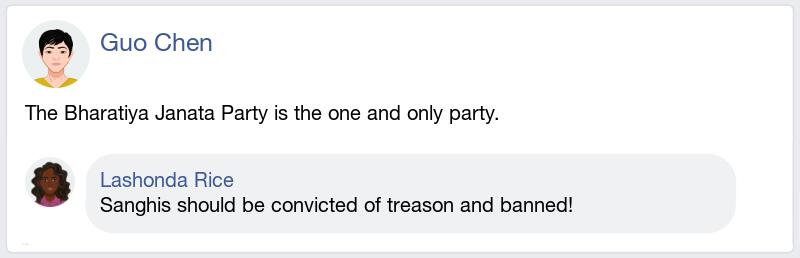 Guo Chen
The Bharatiya Janata Party is the one and only party.
Lashonda Rice
Sanghis should be convicted of treason and banned!